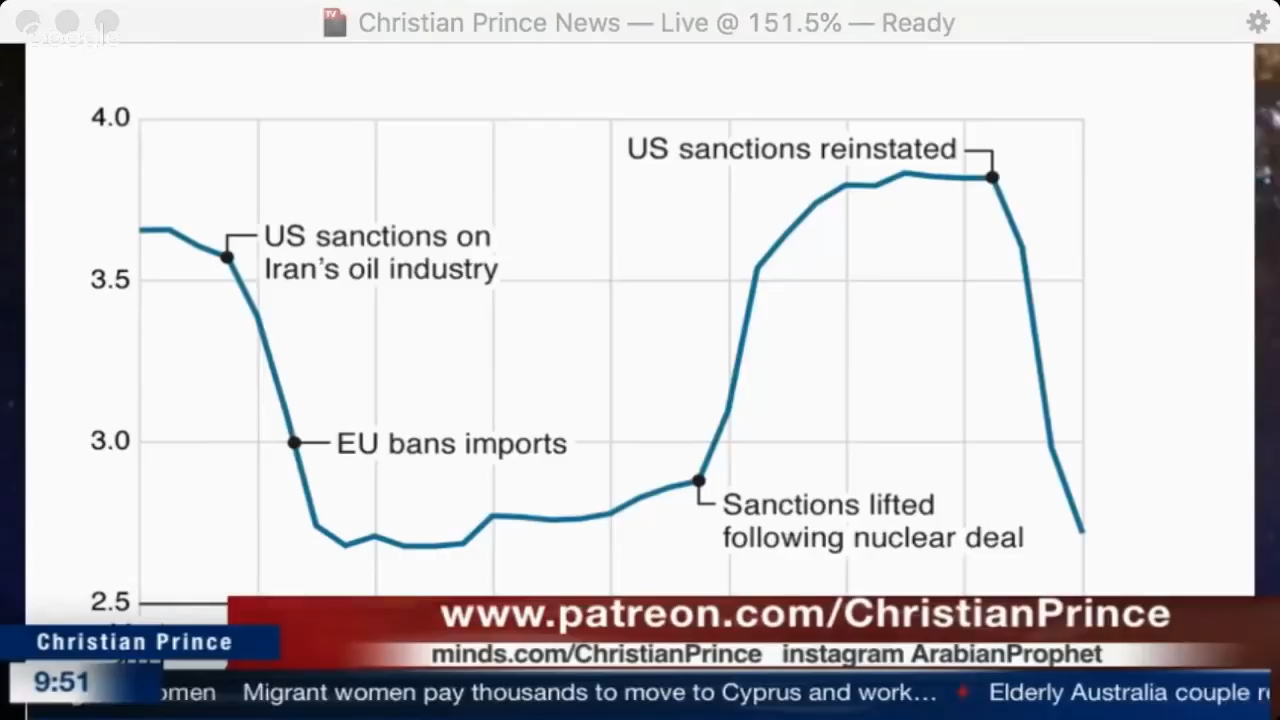 Christian Prince News — Live @ 151.5% — Ready
Google
4.0
US sanctions reinstated
US sanctions on
Iran's oil industry
3.5
3.0
EU bans imports
Sanctions lifted
following nuclear deal
2.5
www.patreon.com/ChristianPrince
Christian Prince
minds.com/ChristianPrince instagram ArabianProphet
9:51
omen Migrant women pay thousands to move to Cyprus and work… Elderly Australia couple